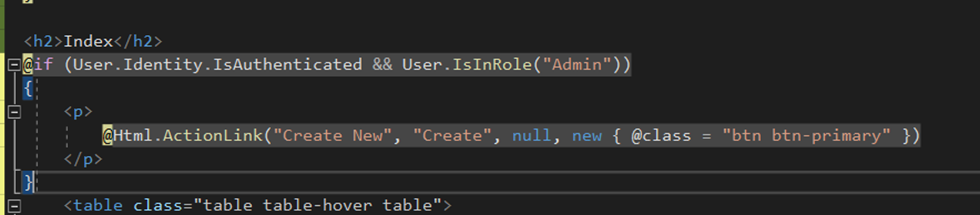 <h2>Index</h2>
@if (User.Identity.IsAuthenticated && User.IsInRole("Admin"))
{
<p>
@Html.ActionLink("Create New", "Create", null, new { @class = "btn btn-primary" })
</p>
}
<table class="table table-hover table">